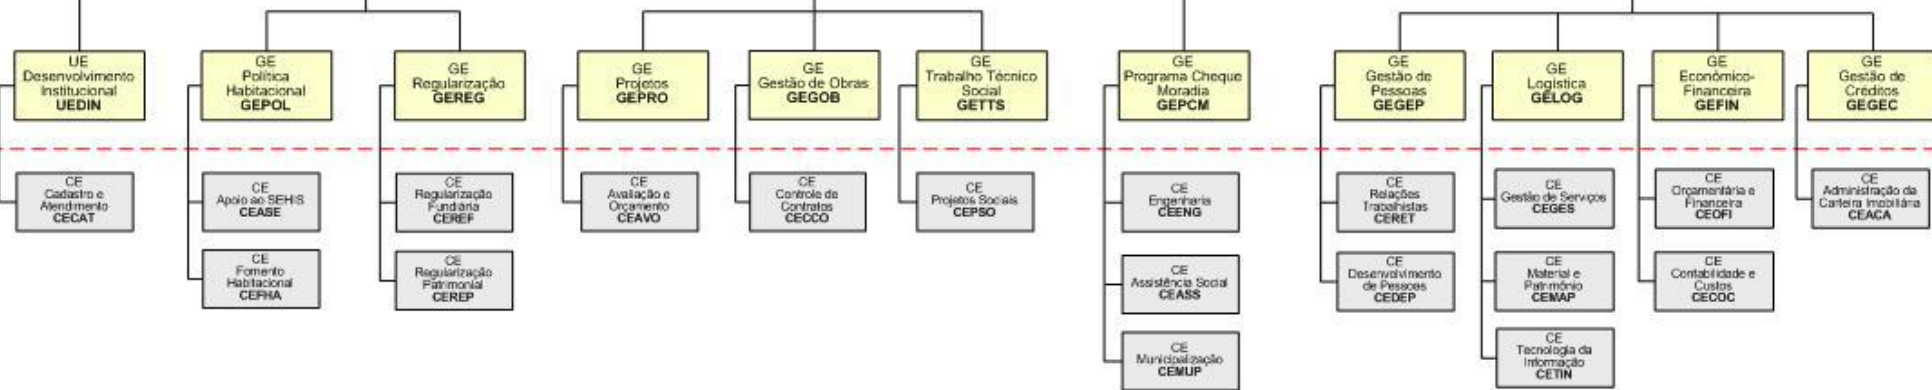 UE
Desenvolvimento
Institucional
UEDIN
GE
Política
Habitacional
GEPOL
GE
Regularização
GEREG
GE
Projetos
GEPRO
GE
Gestão de Obras
GEGOB
GE
Trabalho Técnico
Social
GETTS
GE
Programa Cheque
Moradia
GEPCM
GE
Gestão de
Pessoas
GEGEP
GE
Logística
GELOG
GE
Econômico-
Financeira
GEFIN
GE
Gestão de
Créditos
GEGEC
CE
Cadastro e
Atendimento
CECAT
CE
Apoio ao SEHIS
CEASE
CE
Regularização
Fundiária
CEREF
CE
Avaliação e
Orçamento
CEAVO
CE
Controle de
Contratos
CECCO
CE
Projetos Sociais
CEPSO
CE
Engenharia
CEENG
CE
Relações
Trabalhistas
CERET
CE
Gestão de Serviços
CEGES
CE
Orçamentária e
Financeira
CEOFI
CE
Administração da
Carteira Imobiliária
CEACA
CE
Fomento
Habitacional
CEFHA
CE
Regularização
Patrimonial
CEREP
CE
Assistência Social
CEASS
CE
Desenvolvimento
de Pessoas
CEDEP
CE
Material e
Patrimônio
CEMAP
CE
Contabilidade e
Custos
CECOC
CE
Municipalização
CEMUP
CE
Tecnologia da
Informação
CETIN